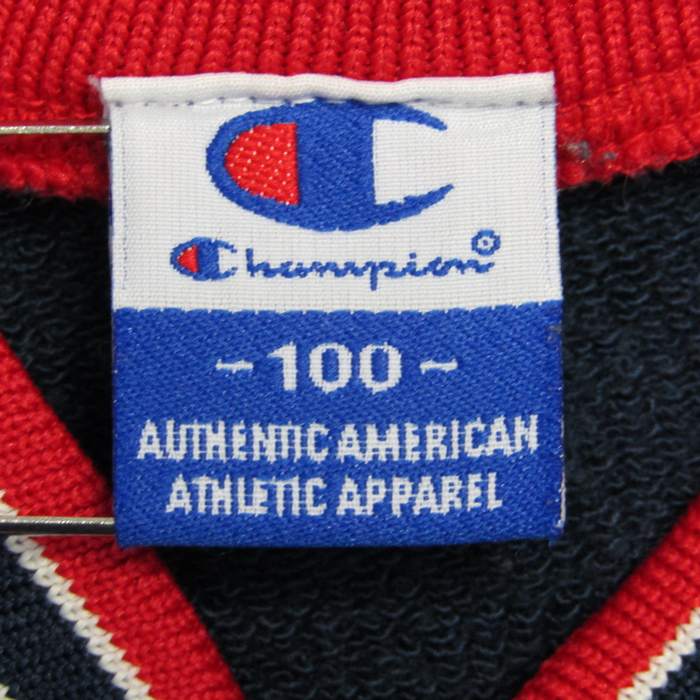 Champion®
~ 100 ~
AUTHENTIC AMERICAN
ATHLETIC APPAREL